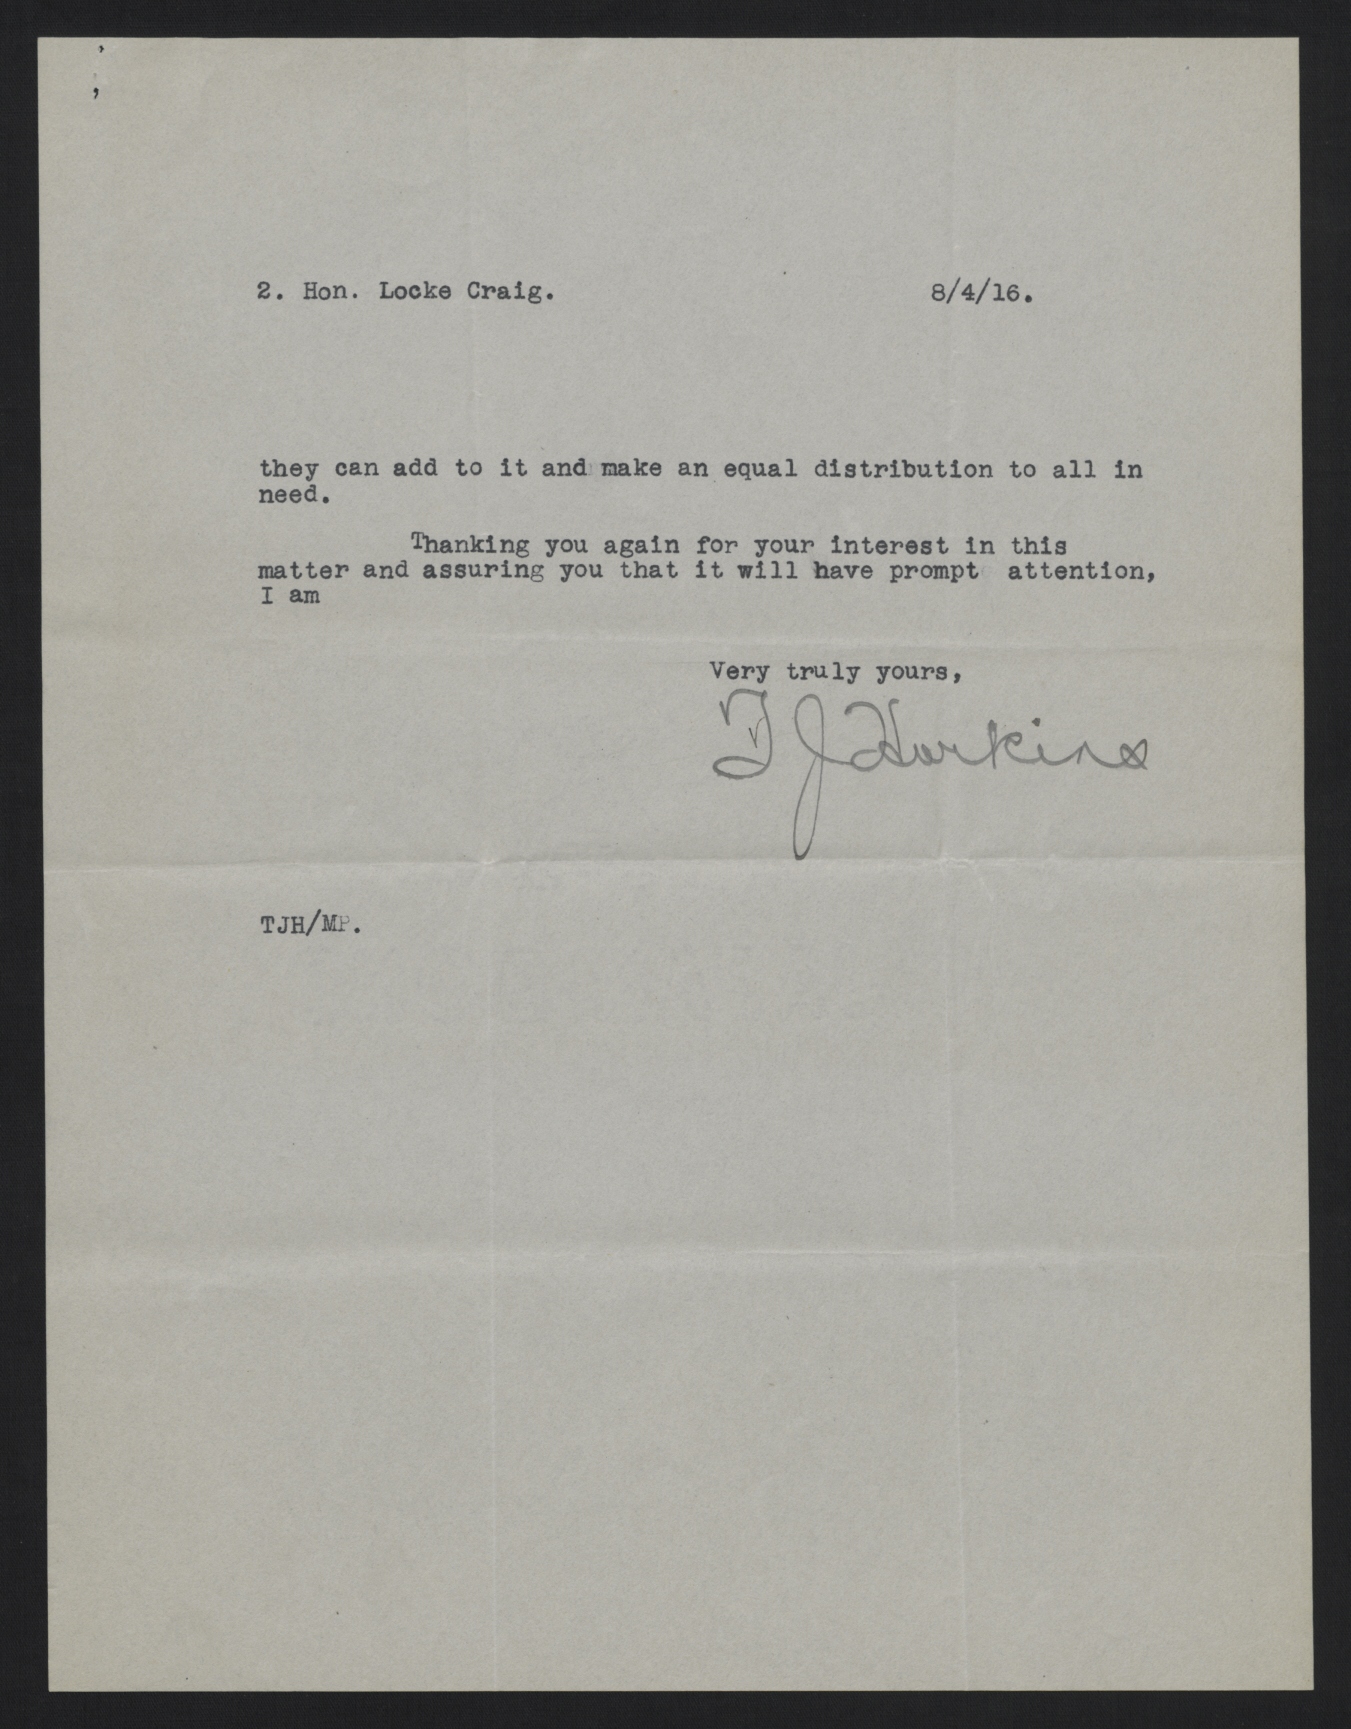 2. Hon. Locke Craig. 8/4/16.
they can add to it and make an equal distribution to all in
need.
Thanking you again for your interest in this
matter and assuring you that it will have prompt attention,
I am
Very truly yours,
T J Harkins
TJH/MP.